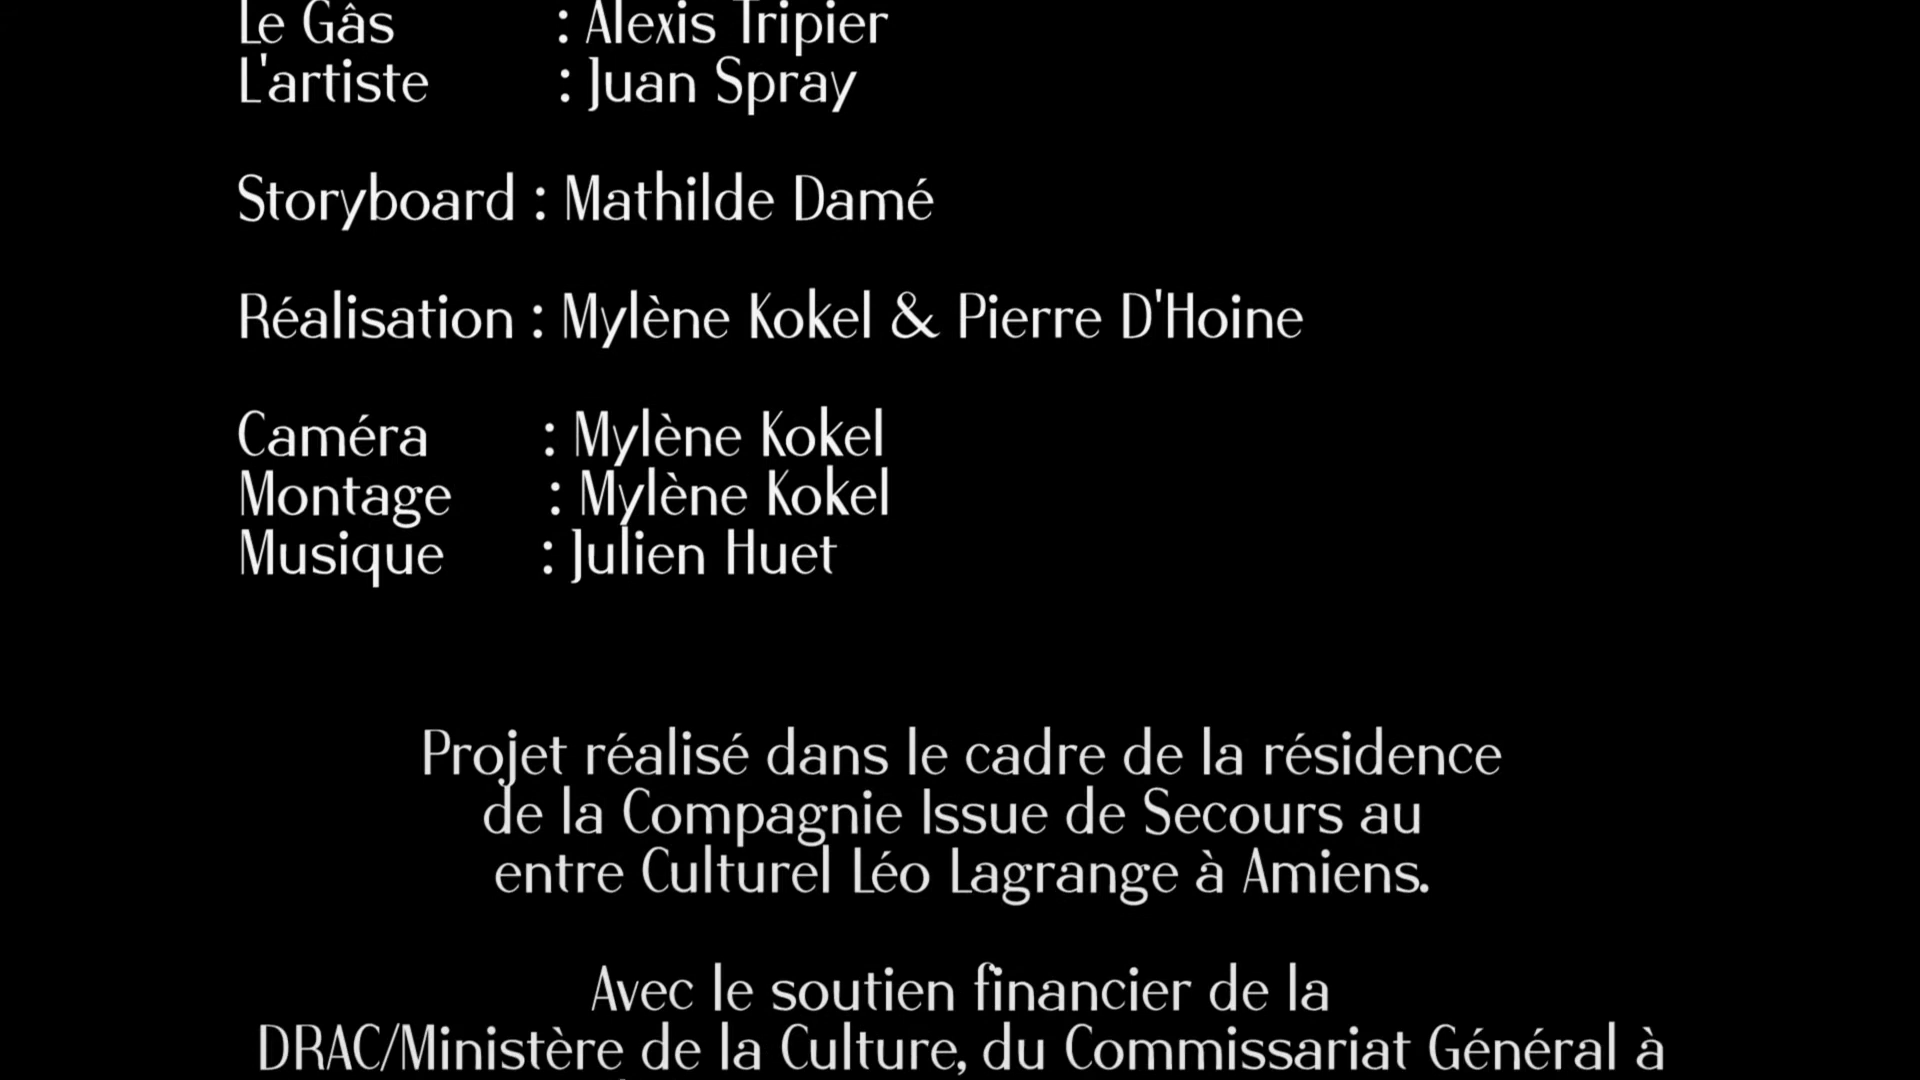 Le Gâs : Alexis Tripier
L'artiste : Juan Spray
Storyboard : Mathilde Damé
Réalisation : Mylène Kokel & Pierre D'Hoine
Caméra : Mylène Kokel
Montage : Mylène Kokel
Musique : Julien Huet
Projet réalisé dans le cadre de la résidence
de la Compagnie Issue de Secours au
entre Culturel Léo Lagrange à Amiens.
Avec le soutien financier de la
DRAC/Ministère de la Culture, du Commissariat Général à